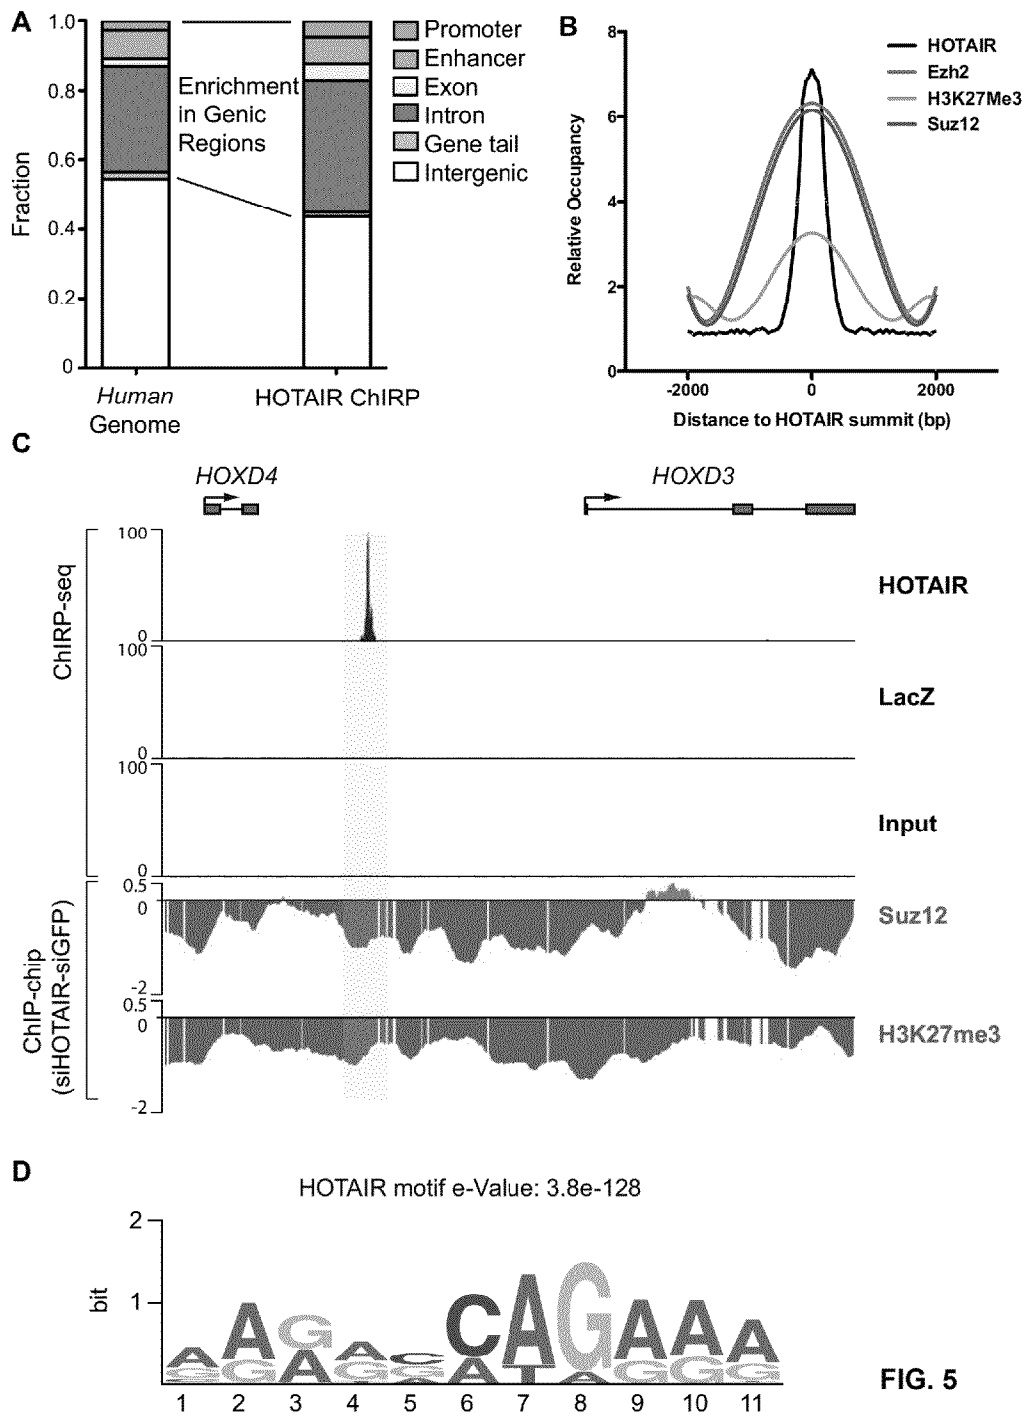 A
1.0
0.8
0.6
0.4
0.2
0
Fraction
Enrichment
in Genic
Regions
Human
Genome
HOTAIR ChIRP
Promoter
Enhancer
Exon
Intron
Gene tail
Intergenic
B
8
6
4
2
0
Relative Occupancy
-2000
0
2000
Distance to HOTAIR summit (bp)
HOTAIR
Ezh2
H3K27Me3
Suz12
C
HOXD4
HOXD3
ChIRP-seq
100
0
HOTAIR
100
0
LacZ
100
0
Input
ChIP-chip
(siHOTAIR-siGFP)
0.5
0
-2
Suz12
0.5
0
-2
H3K27me3
D
HOTAIR motif e-Value: 3.8e-128
2
1
bit
A A G A C C A G A A A
G G A G G A T A G G G
1 2 3 4 5 6 7 8 9 10 11
FIG. 5